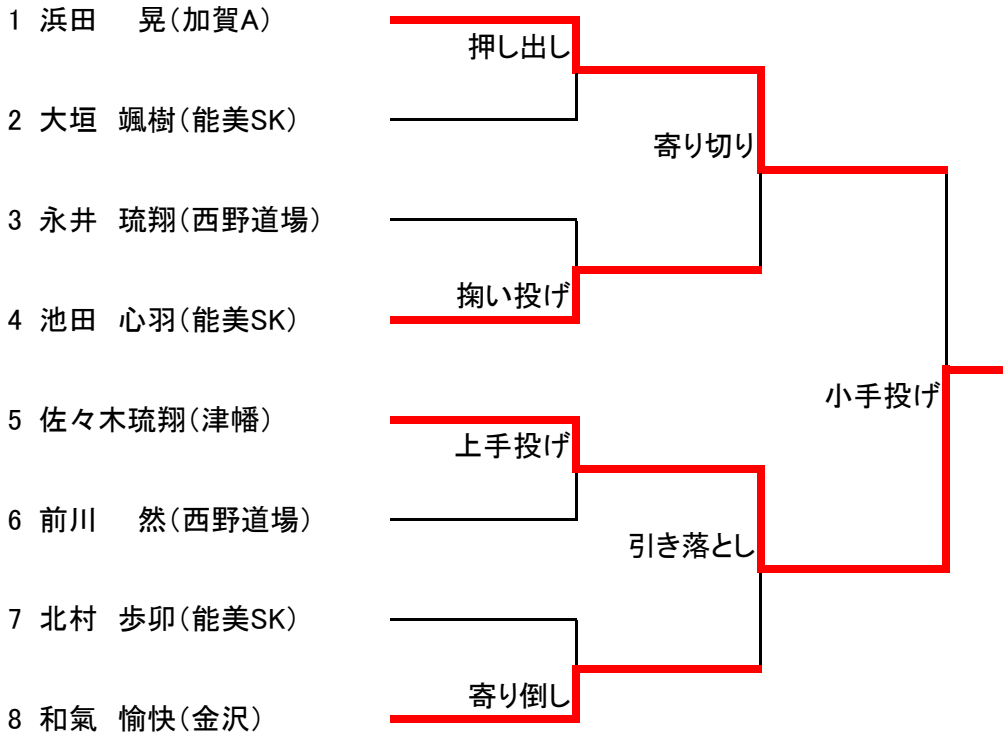 1 浜田　晃(加賀A)
押し出し
2 大垣　颯樹(能美SK)
寄り切り
3 永井　琉翔(西野道場)
掬い投げ
4 池田　心羽(能美SK)
小手投げ
5 佐々木琉翔(津幡)
上手投げ
6 前川　然(西野道場)
引き落とし
7 北村　歩卯(能美SK)
寄り倒し
8 和氣　愉快(金沢)